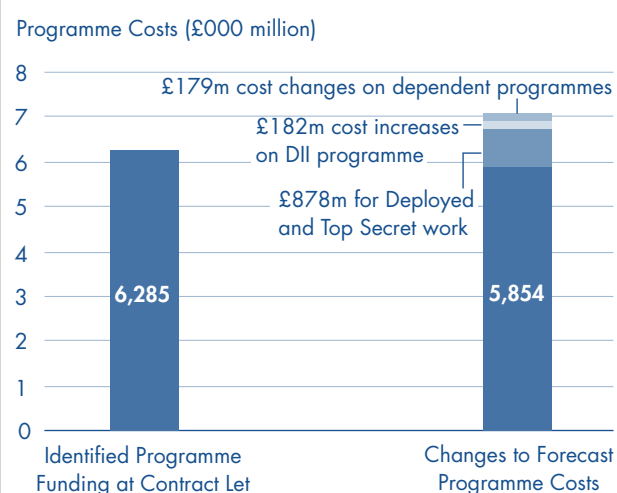 Programme Costs (£000 million)
8
£179m cost changes on dependent programmes
7
£182m cost increases
on DII programme
6
£878m for Deployed
and Top Secret work
5
4
3
6,285
5,854
2
1
0
Identified Programme
Funding at Contract Let
Changes to Forecast
Programme Costs